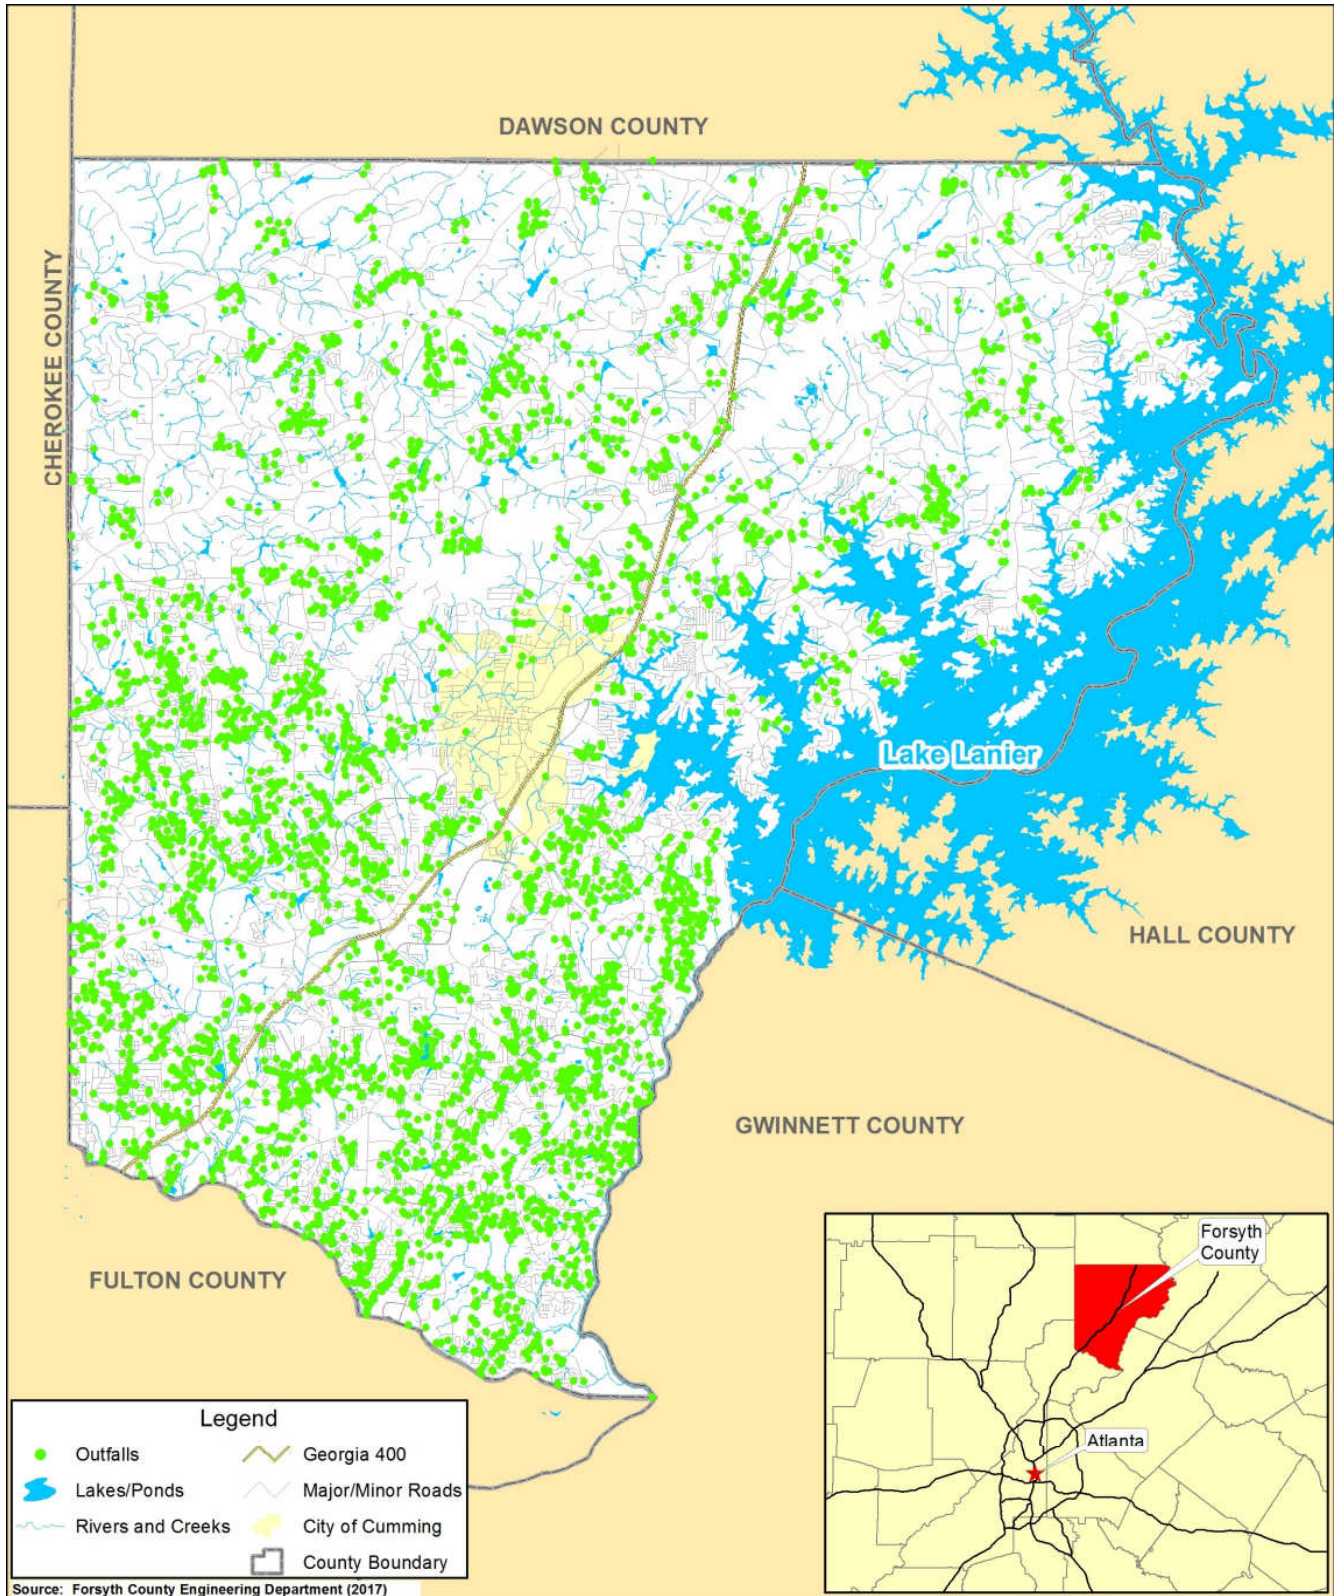 DAWSON COUNTY
CHEROKEE COUNTY
Lake Lanier
HALL COUNTY
GWINNETT COUNTY
FULTON COUNTY
Forsyth
County
Atlanta
Legend
Outfalls
Georgia 400
Lakes/Ponds
Major/Minor Roads
Rivers and Creeks
City of Cumming
County Boundary
Source: Forsyth County Engineering Department (2017)